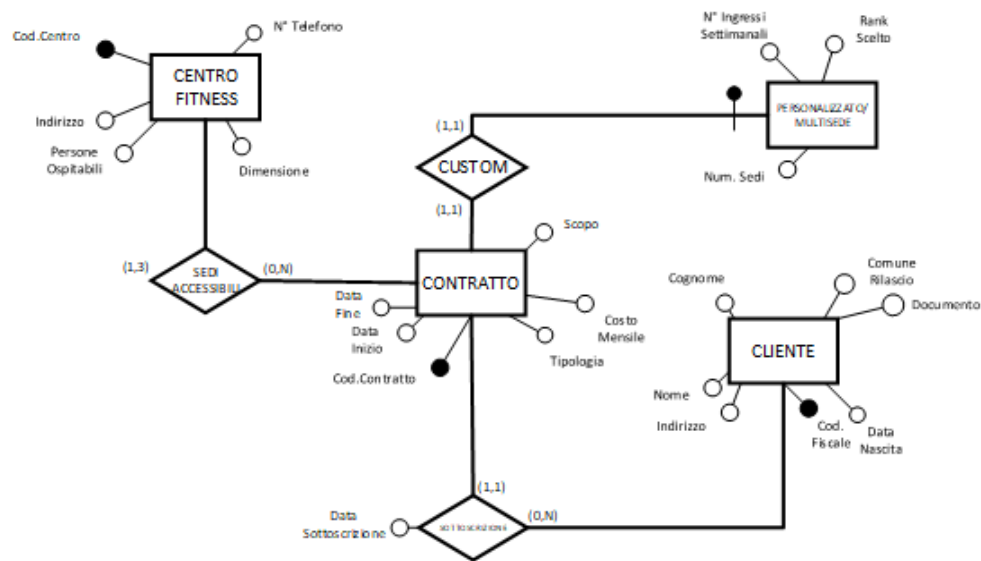 N° Telefono
Cod.Centro
CENTRO
FITNESS
Indirizzo
Persone
Ospitabili
Dimensione
N° Ingressi
Settimanali
Rank
Scelto
PERSONALIZZATO/
MULTISEDE
Num. Sedi
(1,1)
CUSTOM
(1,1)
Scopo
(1,3)
SEDI
ACCESSIBILI
(0,N)
CONTRATTO
Data
Fine
Data
Inizio
Cod.Contratto
Costo
Mensile
Tipologia
Cognome
Comune
Rilascio
Documento
CLIENTE
Nome
Indirizzo
Cod.
Fiscale
Data
Nascita
(1,1)
(0,N)
Data
Sottoscrizione
SOTTOSCRIZIONE